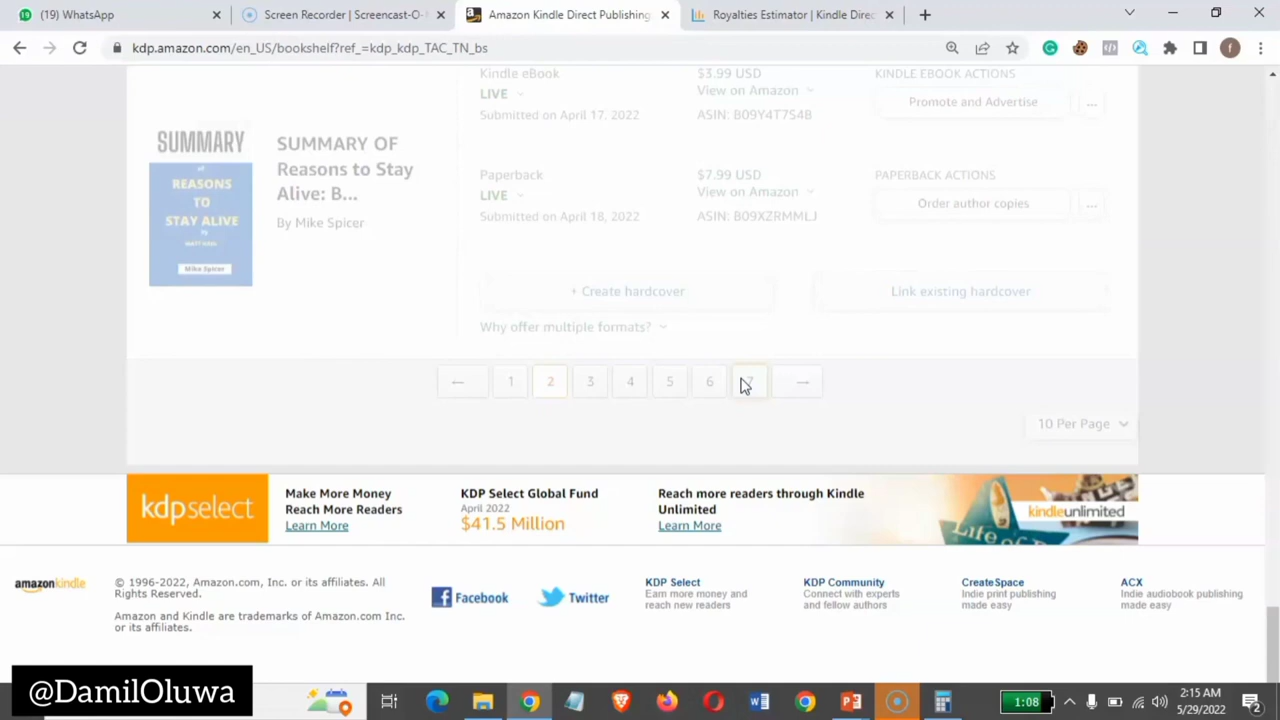 (19) WhatsApp
Screen Recorder | Screencast-O-
Amazon Kindle Direct Publishing
Royalties Estimator | Kindle Direc
kdp.amazon.com/en_US/bookshelf?ref_=kdp_kdp_TAC_TN_bs
Kindle eBook
$3.99 USD
KINDLE EBOOK ACTIONS
LIVE
View on Amazon
Promote and Advertise
...
Submitted on April 17, 2022
ASIN: B09Y4T7S4B
SUMMARY
of
REASONS
TO
STAY ALIVE
by
MATT HAIG
Mike Spicer
SUMMARY OF
Reasons to Stay
Alive: B...
By Mike Spicer
Paperback
$7.99 USD
PAPERBACK ACTIONS
LIVE
View on Amazon
Order author copies
...
Submitted on April 18, 2022
ASIN: B09XZRMMLJ
+ Create hardcover
Link existing hardcover
Why offer multiple formats?
← 1 2 3 4 5 6 7 →
10 Per Page
kdpselect
Make More Money
Reach More Readers
Learn More
KDP Select Global Fund
April 2022
$41.5 Million
Reach more readers through Kindle
Unlimited
Learn More
kindleunlimited
amazonkindle
© 1996-2022, Amazon.com, Inc. or its affiliates. All
Rights Reserved.
Amazon and Kindle are trademarks of Amazon.com Inc.
or its affiliates.
Facebook
Twitter
KDP Select
Earn more money and
reach new readers
KDP Community
Connect with experts
and fellow authors
CreateSpace
Indie print publishing
made easy
ACX
Indie audiobook publishing
made easy
@DamilOluwa
1:08
2:15 AM
5/29/2022
2